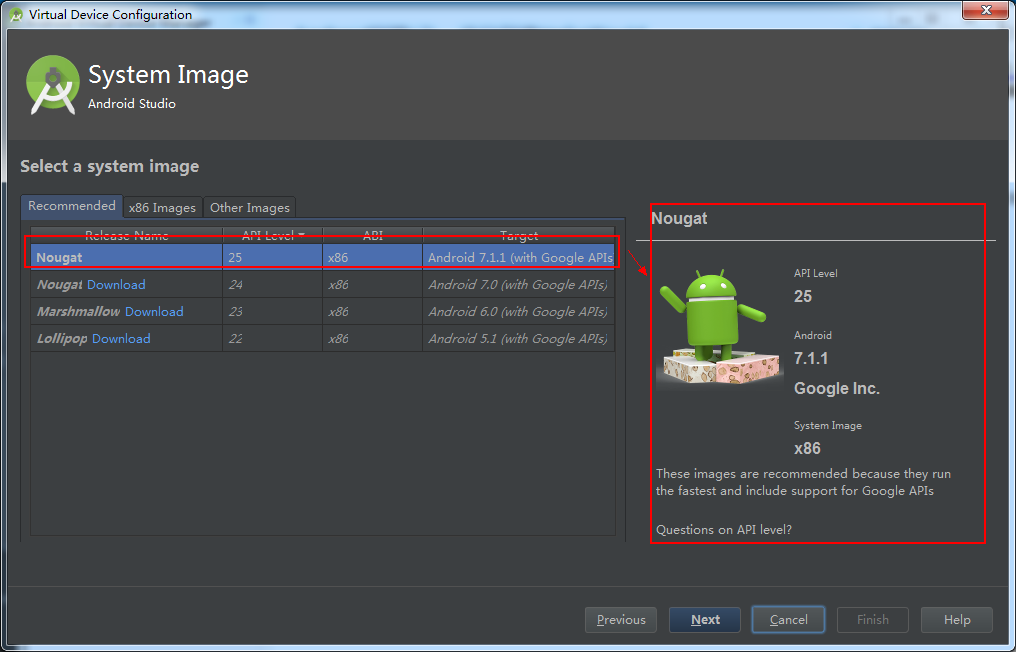 Virtual Device Configuration
System Image
Android Studio
Select a system image
Recommended x86 Images Other Images
Release Name API Level ABI Target
Nougat 25 x86 Android 7.1.1 (with Google APIs
Nougat Download 24 x86 Android 7.0 (with Google APIs)
Marshmallow Download 23 x86 Android 6.0 (with Google APIs)
Lollipop Download 22 x86 Android 5.1 (with Google APIs)
Nougat
API Level
25
Android
7.1.1
Google Inc.
System Image
x86
These images are recommended because they run
the fastest and include support for Google APIs
Questions on API level?
Previous Next Cancel Finish Help